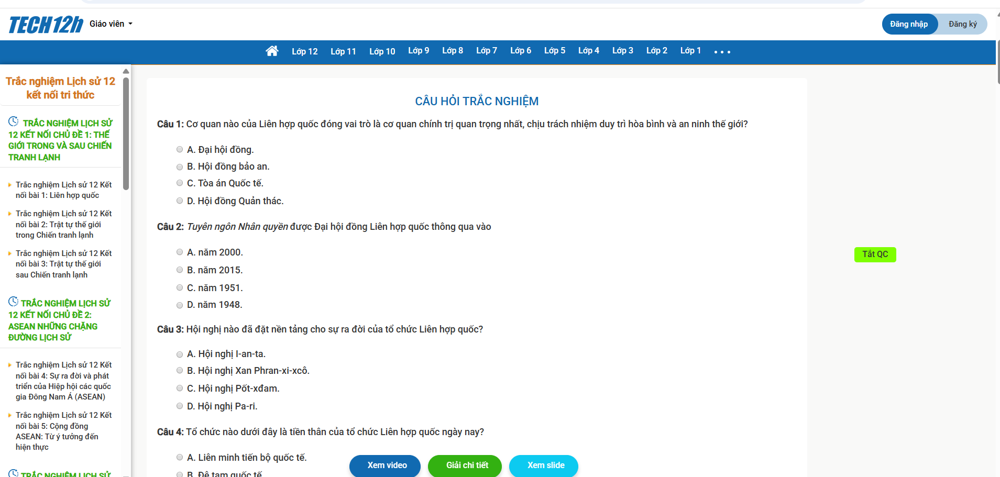 TECH12h
Giáo viên
Đăng nhập
Đăng ký
Lớp 12
Lớp 11
Lớp 10
Lớp 9
Lớp 8
Lớp 7
Lớp 6
Lớp 5
Lớp 4
Lớp 3
Lớp 2
Lớp 1
Trắc nghiệm Lịch sử 12
kết nối tri thức
TRẮC NGHIỆM LỊCH SỬ
12 KẾT NỐI CHỦ ĐỀ 1: THẾ
GIỚI TRONG VÀ SAU CHIẾN
TRANH LẠNH
Trắc nghiệm Lịch sử 12 Kết
nối bài 1: Liên hợp quốc
Trắc nghiệm Lịch sử 12 Kết
nối bài 2: Trật tự thế giới
trong Chiến tranh lạnh
Trắc nghiệm Lịch sử 12 Kết
nối bài 3: Trật tự thế giới
sau Chiến tranh lạnh
TRẮC NGHIỆM LỊCH SỬ
12 KẾT NỐI CHỦ ĐỀ 2:
ASEAN NHỮNG CHẶNG
ĐƯỜNG LỊCH SỬ
Trắc nghiệm Lịch sử 12 Kết
nối bài 4: Sự ra đời và phát
triển của Hiệp hội các quốc
gia Đông Nam Á (ASEAN)
Trắc nghiệm Lịch sử 12 Kết
nối bài 5: Cộng đồng
ASEAN: Từ ý tưởng đến
hiện thực
TRẮC NGHIỆM LỊCH SỬ
CÂU HỎI TRẮC NGHIỆM
Câu 1: Cơ quan nào của Liên hợp quốc đóng vai trò là cơ quan chính trị quan trọng nhất, chịu trách nhiệm duy trì hòa bình và an ninh thế giới?
A. Đại hội đồng.
B. Hội đồng bảo an.
C. Tòa án Quốc tế.
D. Hội đồng Quản thác.
Câu 2: Tuyên ngôn Nhân quyền được Đại hội đồng Liên hợp quốc thông qua vào
A. năm 2000.
B. năm 2015.
C. năm 1951.
D. năm 1948.
Câu 3: Hội nghị nào đã đặt nền tảng cho sự ra đời của tổ chức Liên hợp quốc?
A. Hội nghị I-an-ta.
B. Hội nghị Xan Phran-xi-xcô.
C. Hội nghị Pốt-xđam.
D. Hội nghị Pa-ri.
Câu 4: Tổ chức nào dưới đây là tiền thân của tổ chức Liên hợp quốc ngày nay?
A. Liên minh tiến bộ quốc tế.
B. Đệ tam quốc tế
Xem video
Giải chi tiết
Xem slide
Tắt QC